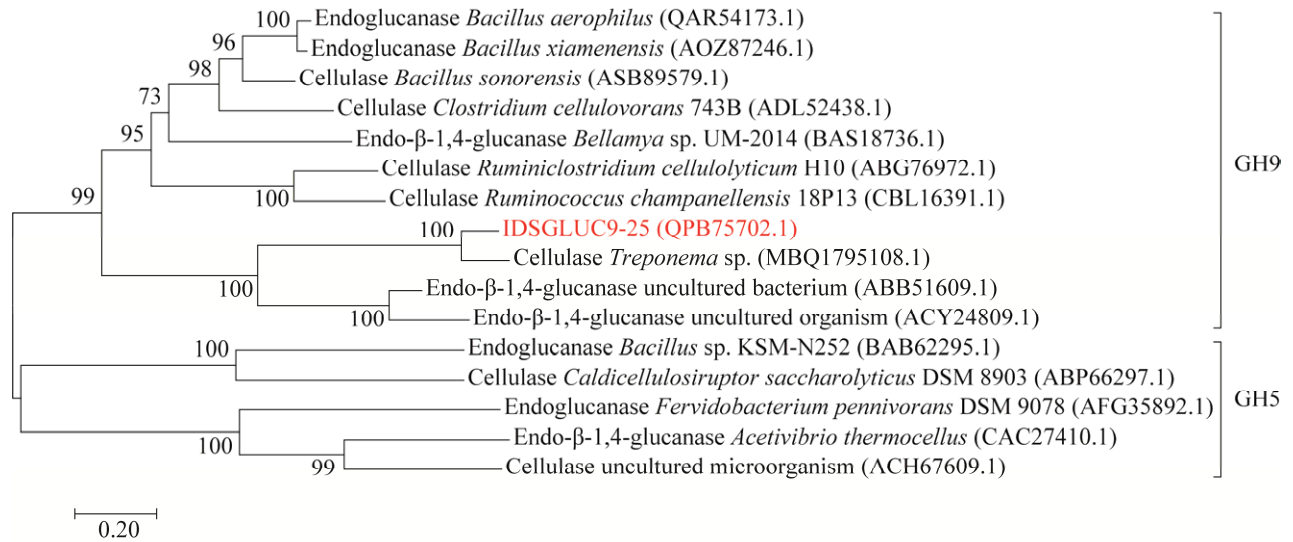 100 Endoglucanase Bacillus aerophilus (QAR54173.1)
96 Endoglucanase Bacillus xiamenensis (AOZ87246.1)
98 Cellulase Bacillus sonorensis (ASB89579.1)
73 Cellulase Clostridium cellulovorans 743B (ADL52438.1)
95 Endo-β-1,4-glucanase Bellamya sp. UM-2014 (BAS18736.1)
Cellulase Ruminiclostridium cellulolyticum H10 (ABG76972.1)
GH9
99 100 Cellulase Ruminococcus champanellensis 18P13 (CBL16391.1)
100 IDSGLUC9-25 (QPB75702.1)
Cellulase Treponema sp. (MBQ1795108.1)
100 Endo-β-1,4-glucanase uncultured bacterium (ABB51609.1)
100 Endo-β-1,4-glucanase uncultured organism (ACY24809.1)
100 Endoglucanase Bacillus sp. KSM-N252 (BAB62295.1)
Cellulase Caldicellulosiruptor saccharolyticus DSM 8903 (ABP66297.1)
GH5
Endoglucanase Fervidobacterium pennivorans DSM 9078 (AFG35892.1)
100 Endo-β-1,4-glucanase Acetivibrio thermocellus (CAC27410.1)
99 Cellulase uncultured microorganism (ACH67609.1)
0.20